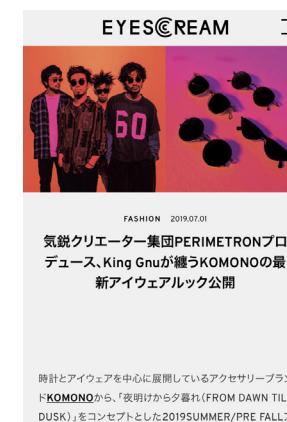 EYESCREAM
60
FASHION 2019.07.01
気鋭クリエーター集団PERIMETRONプロ
デュース、King Gnuが纏うKOMONOの最
新アイウェアルック公開
時計とアイウェアを中心に展開しているアクセサリーブラン
ドKOMONOから、「夜明けから夕暮れ(FROM DAWN TIL
DUSK)」をコンセプトとした2019SUMMER/PRE FALL